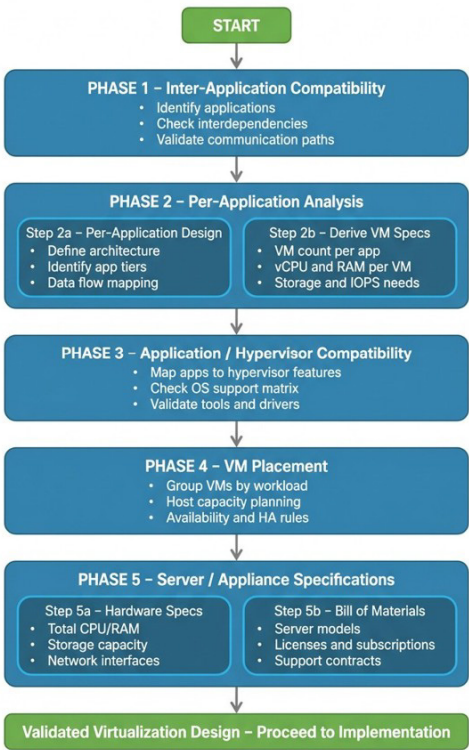 START
PHASE 1 – Inter-Application Compatibility
• Identify applications
• Check interdependencies
• Validate communication paths
PHASE 2 – Per-Application Analysis
Step 2a – Per-Application Design
• Define architecture
• Identify app tiers
• Data flow mapping
Step 2b – Derive VM Specs
• VM count per app
• vCPU and RAM per VM
• Storage and IOPS needs
PHASE 3 – Application / Hypervisor Compatibility
• Map apps to hypervisor features
• Check OS support matrix
• Validate tools and drivers
PHASE 4 – VM Placement
• Group VMs by workload
• Host capacity planning
• Availability and HA rules
PHASE 5 – Server / Appliance Specifications
Step 5a – Hardware Specs
• Total CPU/RAM
• Storage capacity
• Network interfaces
Step 5b – Bill of Materials
• Server models
• Licenses and subscriptions
• Support contracts
Validated Virtualization Design – Proceed to Implementation